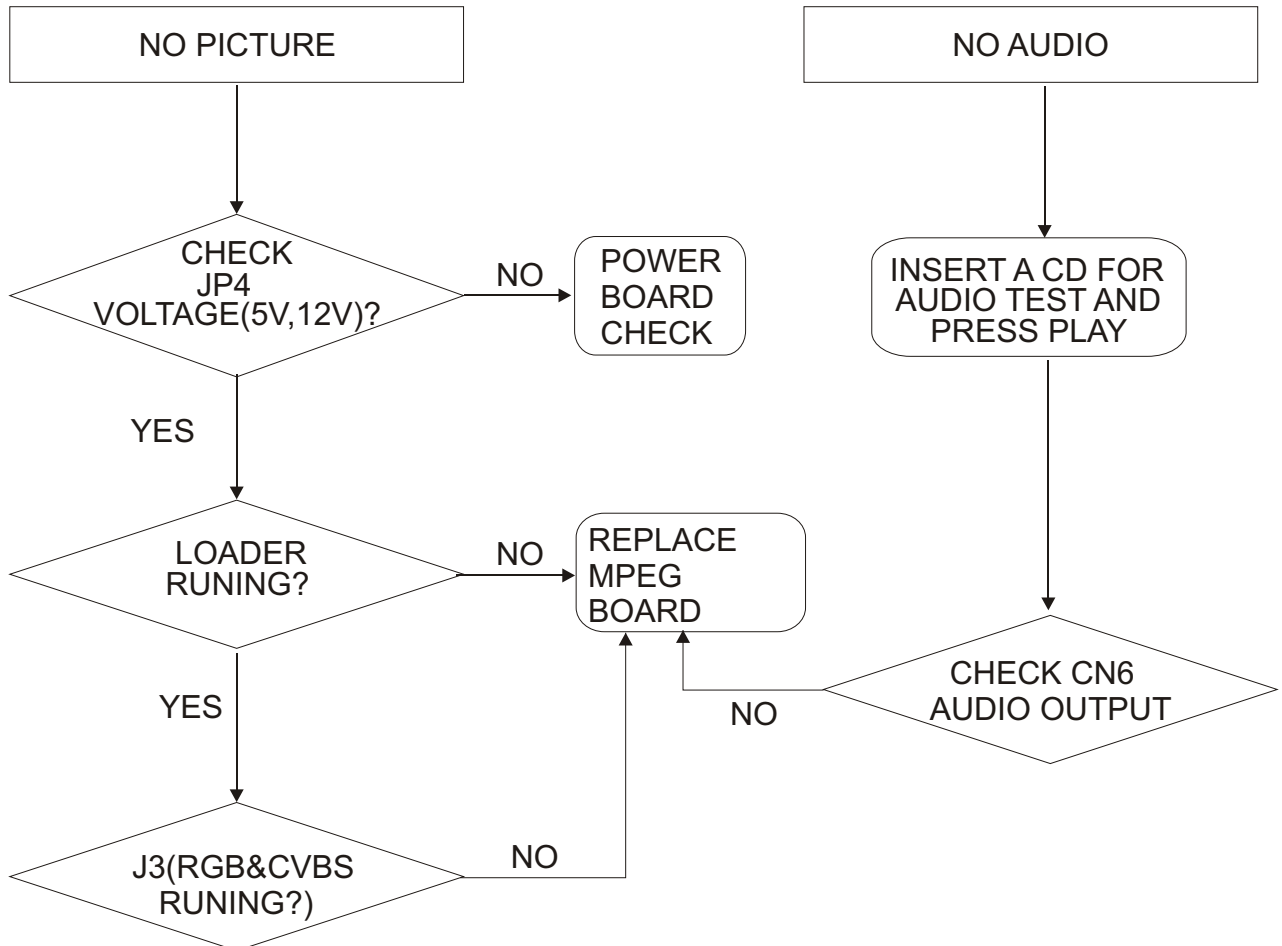 NO PICTURE
NO AUDIO
CHECK
JP4
VOLTAGE(5V,12V)?
NO
POWER
BOARD
CHECK
INSERT A CD FOR
AUDIO TEST AND
PRESS PLAY
YES
LOADER
RUNING?
NO
REPLACE
MPEG
BOARD
CHECK CN6
AUDIO OUTPUT
NO
YES
J3(RGB&CVBS
RUNING?)
NO